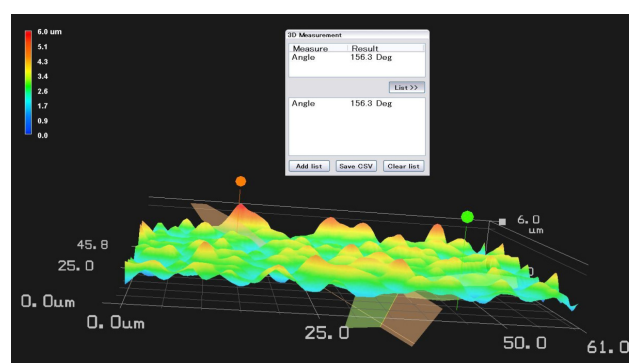 6.0 um
5.1
4.3
3.4
2.6
1.7
0.9
0.0
3D Measurement
Measure Result
Angle 156.3 Deg
List >>
Angle 156.3 Deg
Add list Save CSV Clear list
6.0
um
45.8
25.0
0.0um
0.0um
25.0
50.0
61.0